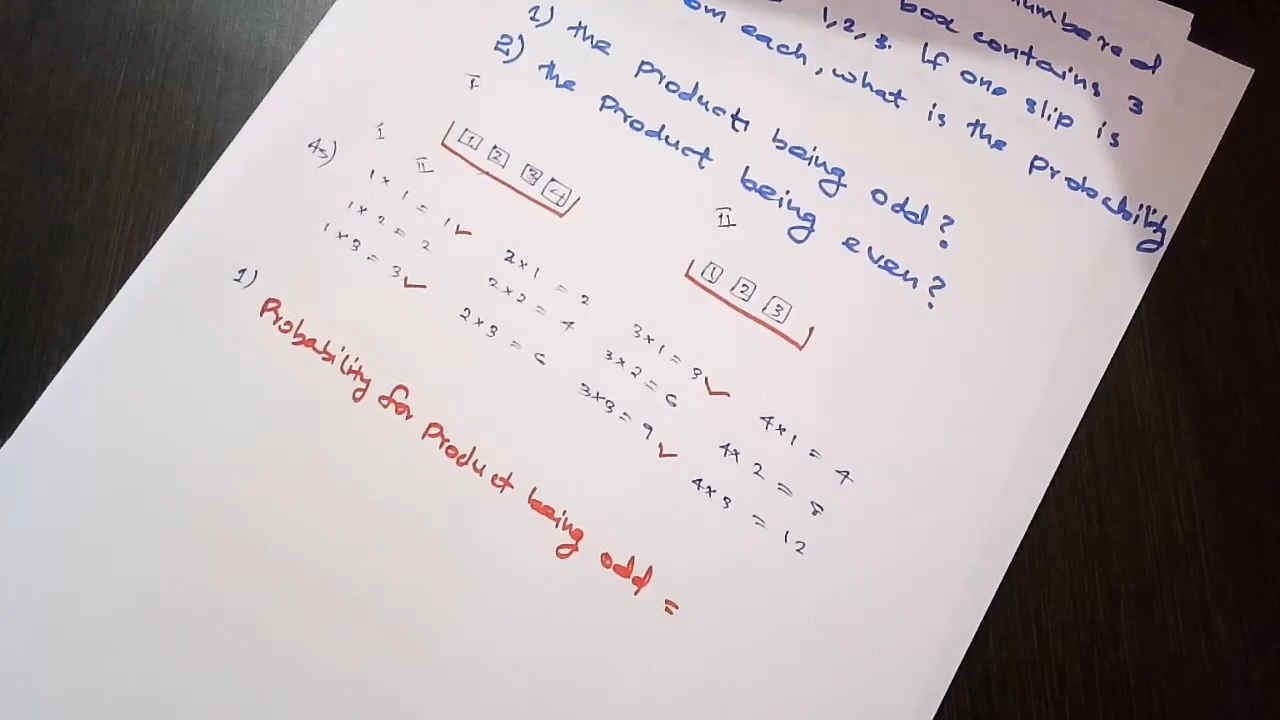 numbered
1, 2, 3. If one slip is
box contains 3
om each, what is the probability
1) the products being odd?
2) the product being even?
I
II
1 2 3 4
1 2 3
4s)
I
II
1 × 1 = 1 ✓
1 × 2 = 2
1 × 3 = 3 ✓
2 × 1 = 2
2 × 2 = 4
2 × 3 = 6
3 × 1 = 3 ✓
3 × 2 = 6
3 × 3 = 9 ✓
4 × 1 = 4
4 × 2 = 8
4 × 3 = 12
1) Probability for product being odd =